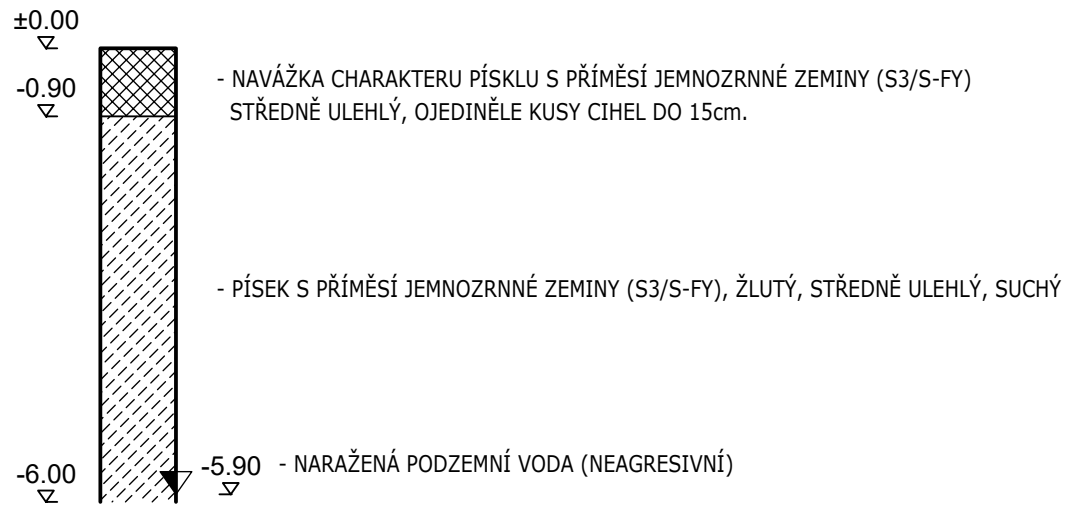 ±0.00
-0.90
- NAVÁŽKA CHARAKTERU PÍSKLU S PŘÍMĚSÍ JEMNOZRNNÉ ZEMINY (S3/S-FY)
STŘEDNĚ ULEHLÝ, OJEDINĚLE KUSY CIHEL DO 15cm.
- PÍSEK S PŘÍMĚSÍ JEMNOZRNNÉ ZEMINY (S3/S-FY), ŽLUTÝ, STŘEDNĚ ULEHLÝ, SUCHÝ
-5.90 - NARAŽENÁ PODZEMNÍ VODA (NEAGRESIVNÍ)
-6.00